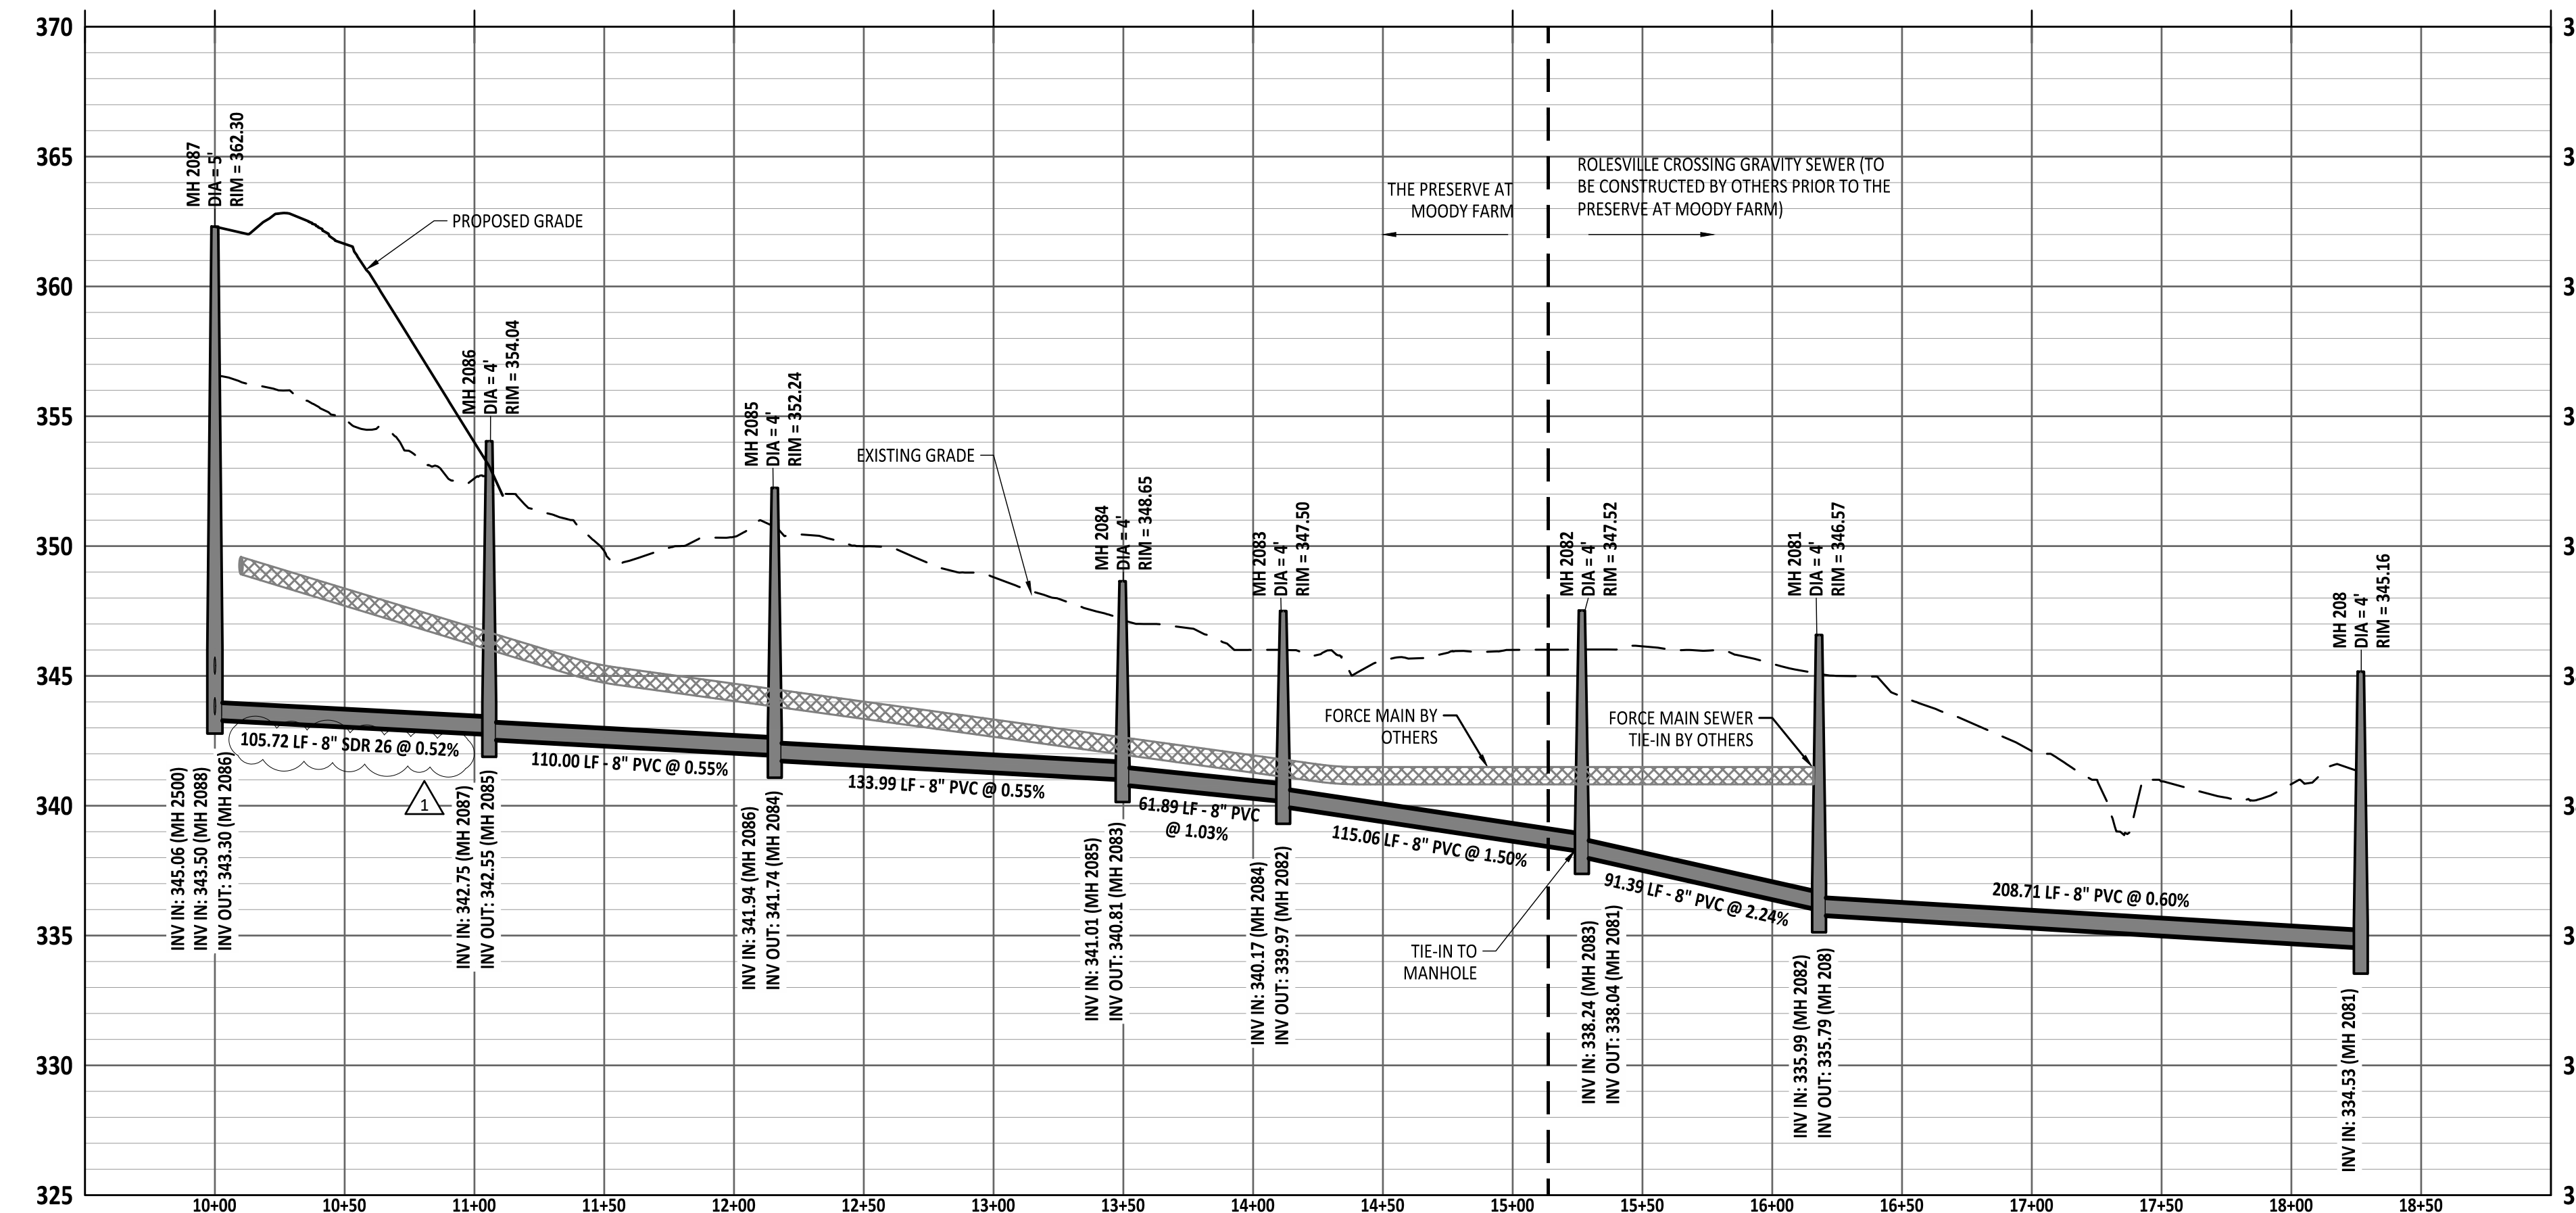 370
365
360
355
350
345
340
335
330
325
MH 2087
DIA = 5'
RIM = 362.30
PROPOSED GRADE
MH 2086
DIA = 4'
RIM = 354.04
MH 2085
DIA = 4'
RIM = 352.24
EXISTING GRADE
MH 2084
DIA = 4'
RIM = 348.65
MH 2083
DIA = 4'
RIM = 347.50
THE PRESERVE AT
MOODY FARM
ROLESVILLE CROSSING GRAVITY SEWER (TO
BE CONSTRUCTED BY OTHERS PRIOR TO THE
PRESERVE AT MOODY FARM)
MH 2082
DIA = 4'
RIM = 347.52
MH 2081
DIA = 4'
RIM = 346.57
MH 208
DIA = 4'
RIM = 345.16
FORCE MAIN BY
OTHERS
FORCE MAIN SEWER
TIE-IN BY OTHERS
105.72 LF - 8" SDR 26 @ 0.52%
1
110.00 LF - 8" PVC @ 0.55%
133.99 LF - 8" PVC @ 0.55%
61.89 LF - 8" PVC
@ 1.03%
115.06 LF - 8" PVC @ 1.50%
91.39 LF - 8" PVC @ 2.24%
208.71 LF - 8" PVC @ 0.60%
TIE-IN TO
MANHOLE
INV IN: 345.06 (MH 2500)
INV IN: 343.50 (MH 2088)
INV OUT: 343.30 (MH 2086)
INV IN: 342.75 (MH 2087)
INV OUT: 342.55 (MH 2085)
INV IN: 341.94 (MH 2086)
INV OUT: 341.74 (MH 2084)
INV IN: 341.01 (MH 2085)
INV OUT: 340.81 (MH 2083)
INV IN: 340.17 (MH 2084)
INV OUT: 339.97 (MH 2082)
INV IN: 338.24 (MH 2083)
INV OUT: 338.04 (MH 2081)
INV IN: 335.99 (MH 2082)
INV OUT: 335.79 (MH 208)
INV IN: 334.53 (MH 2081)
10+00
10+50
11+00
11+50
12+00
12+50
13+00
13+50
14+00
14+50
15+00
15+50
16+00
16+50
17+00
17+50
18+00
18+50
3
3
3
3
3
3
3
3
3
3